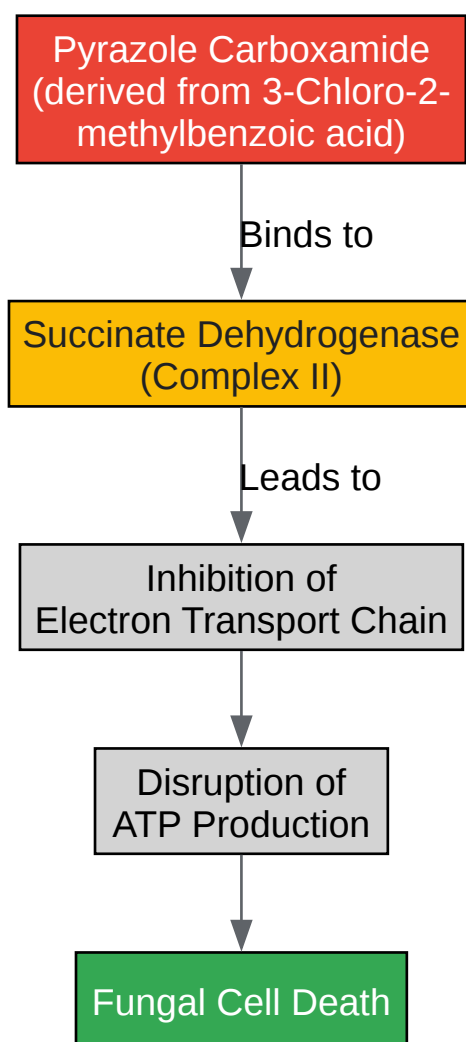 Pyrazole Carboxamide
(derived from 3-Chloro-2-
methylbenzoic acid)
Binds to
Succinate Dehydrogenase
(Complex II)
Leads to
Inhibition of
Electron Transport Chain
Disruption of
ATP Production
Fungal Cell Death